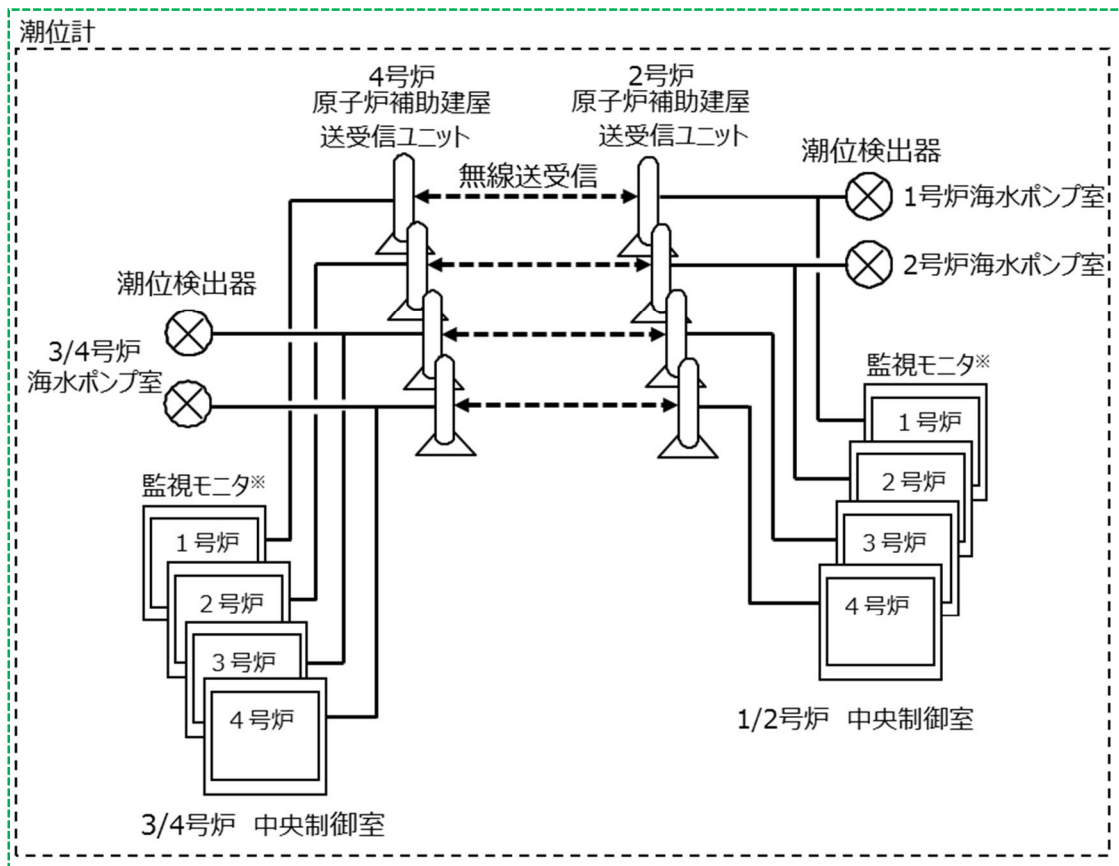 潮位計
4号炉
原子炉補助建屋
送受信ユニット
2号炉
原子炉補助建屋
送受信ユニット
無線送受信
潮位検出器
1号炉海水ポンプ室
2号炉海水ポンプ室
潮位検出器
3/4号炉
海水ポンプ室
監視モニタ※
1号炉
2号炉
3号炉
4号炉
1/2号炉 中央制御室
監視モニタ※
1号炉
2号炉
3号炉
4号炉
3/4号炉 中央制御室